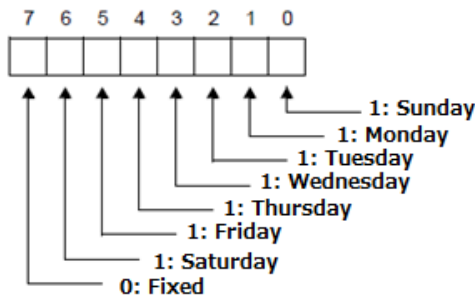 7 6 5 4 3 2 1 0
1: Sunday
1: Monday
1: Tuesday
1: Wednesday
1: Thursday
1: Friday
1: Saturday
0: Fixed